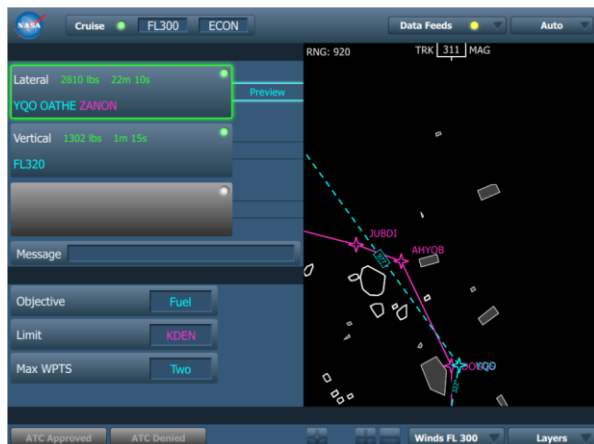 NASA
Cruise FL300 ECON
Data Feeds
Auto
RNG: 920
TRK 311 MAG
Lateral 2810 lbs 22m 10s
YQO OATHE ZANON
Preview
Vertical 1302 lbs 1m 15s
FL320
Message
JUBDI
AHYQB
Objective Fuel
Limit KDEN
Max WPTS Two
ATC Approved
ATC Denied
Winds FL 300
Layers